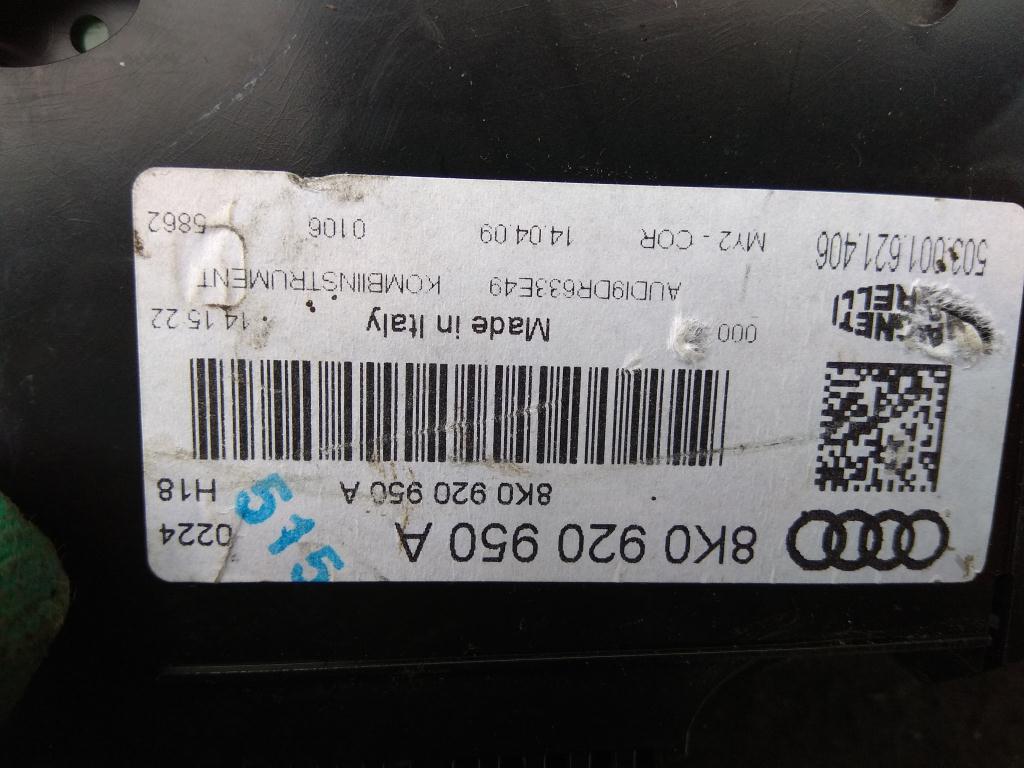 8K0 920 950 A 0224
8K0 920 950 A H18
515
000 Made in Italy 14.15.22
AUDI9DR633E49 KOMBIINSTRUMENT
503.001.621.406 MY2 - COR 14.04.09 0106 5862